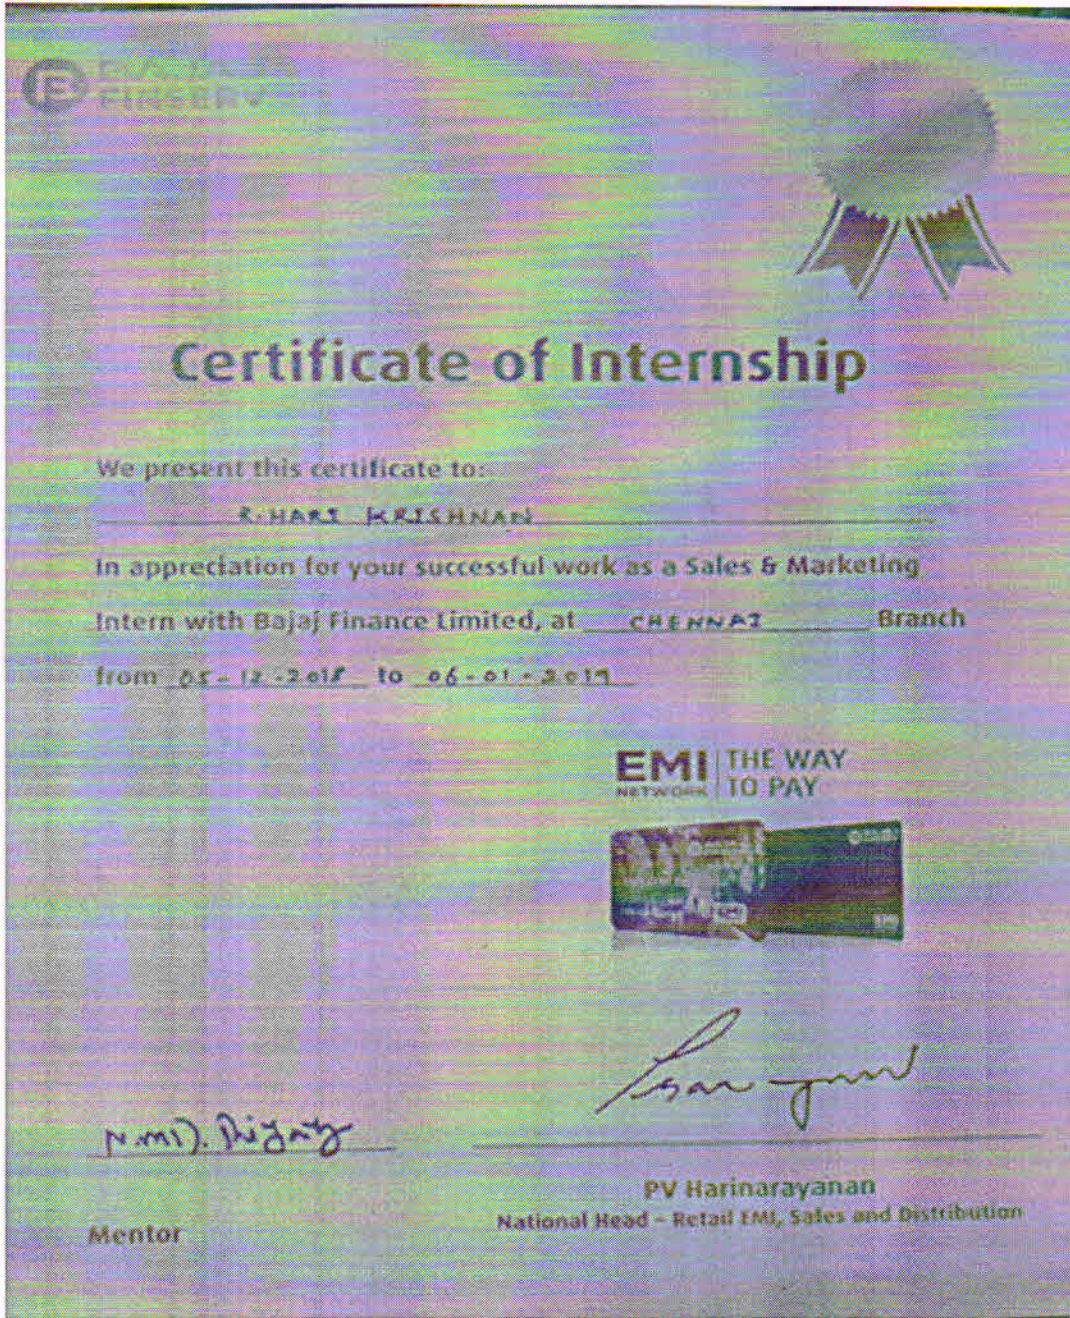 FINSERV
Certificate of Internship
We present this certificate to:
R. HARI KRISHNAN
In appreciation for your successful work as a Sales & Marketing
Intern with Bajaj Finance Limited, at CHENNAI Branch
from 05-12-2018 to 06-01-2019
EMI THE WAY
NETWORK TO PAY
PV Harinarayanan
National Head - Retail EMI, Sales and Distribution
Mentor